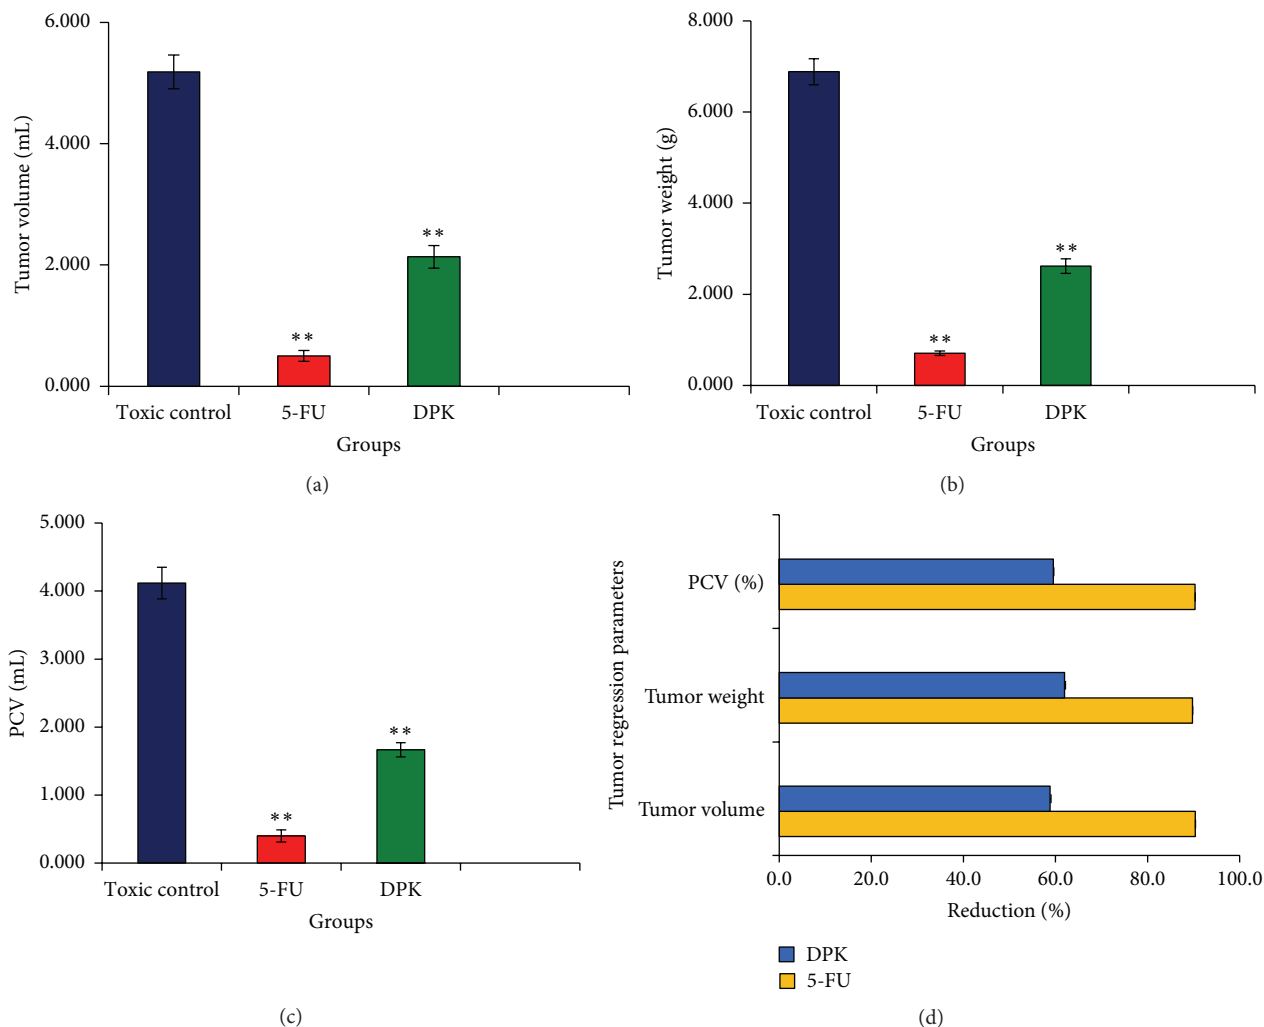 6.000
4.000
2.000
0.000
Tumor volume (mL)
**
**
Toxic control 5-FU DPK
Groups
(a)
8.000
6.000
4.000
2.000
0.000
Tumor weight (g)
**
**
Toxic control 5-FU DPK
Groups
(b)
5.000
4.000
3.000
2.000
1.000
0.000
PCV (mL)
**
**
Toxic control 5-FU DPK
Groups
(c)
Tumor regression parameters
PCV (%)
Tumor weight
Tumor volume
0.0 20.0 40.0 60.0 80.0 100.0
Reduction (%)
DPK
5-FU
(d)